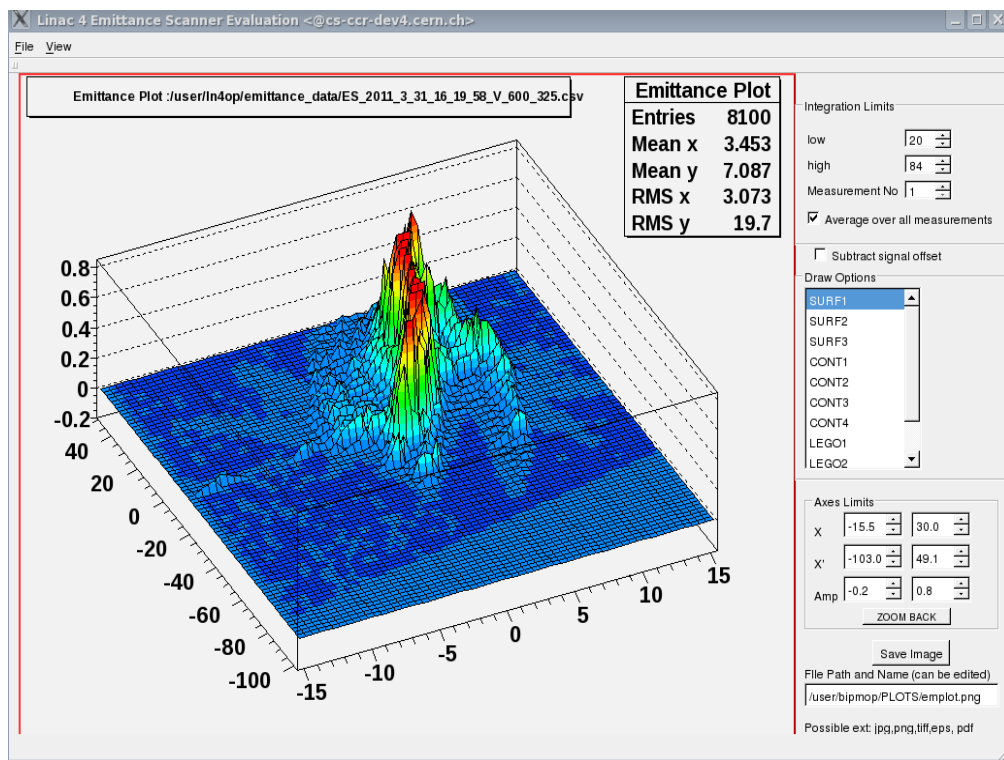 Linac 4 Emittance Scanner Evaluation <@cs-ccr-dev4.cern.ch>
File View
Emittance Plot :/user/ln4op/emittance_data/ES_2011_3_31_16_19_58_V_600_325.csv
Emittance Plot
Entries 8100
Mean x 3.453
Mean y 7.087
RMS x 3.073
RMS y 19.7
0.8
0.6
0.4
0.2
0
-0.2
40
20
0
-20
-40
-60
-80
-100
-15
-10
-5
0
5
10
15
Integration Limits
low 20
high 84
Measurement No 1
Average over all measurements
Subtract signal offset
Draw Options
SURF1
SURF2
SURF3
CONT1
CONT2
CONT3
CONT4
LEGO1
LEGO2
Axes Limits
X -15.5 30.0
X' -103.0 49.1
Amp -0.2 0.8
ZOOM BACK
Save Image
FIle Path and Name (can be edited)
/user/bipmop/PLOTS/emplot.png
Possible ext: jpg,png,tiff,eps, pdf